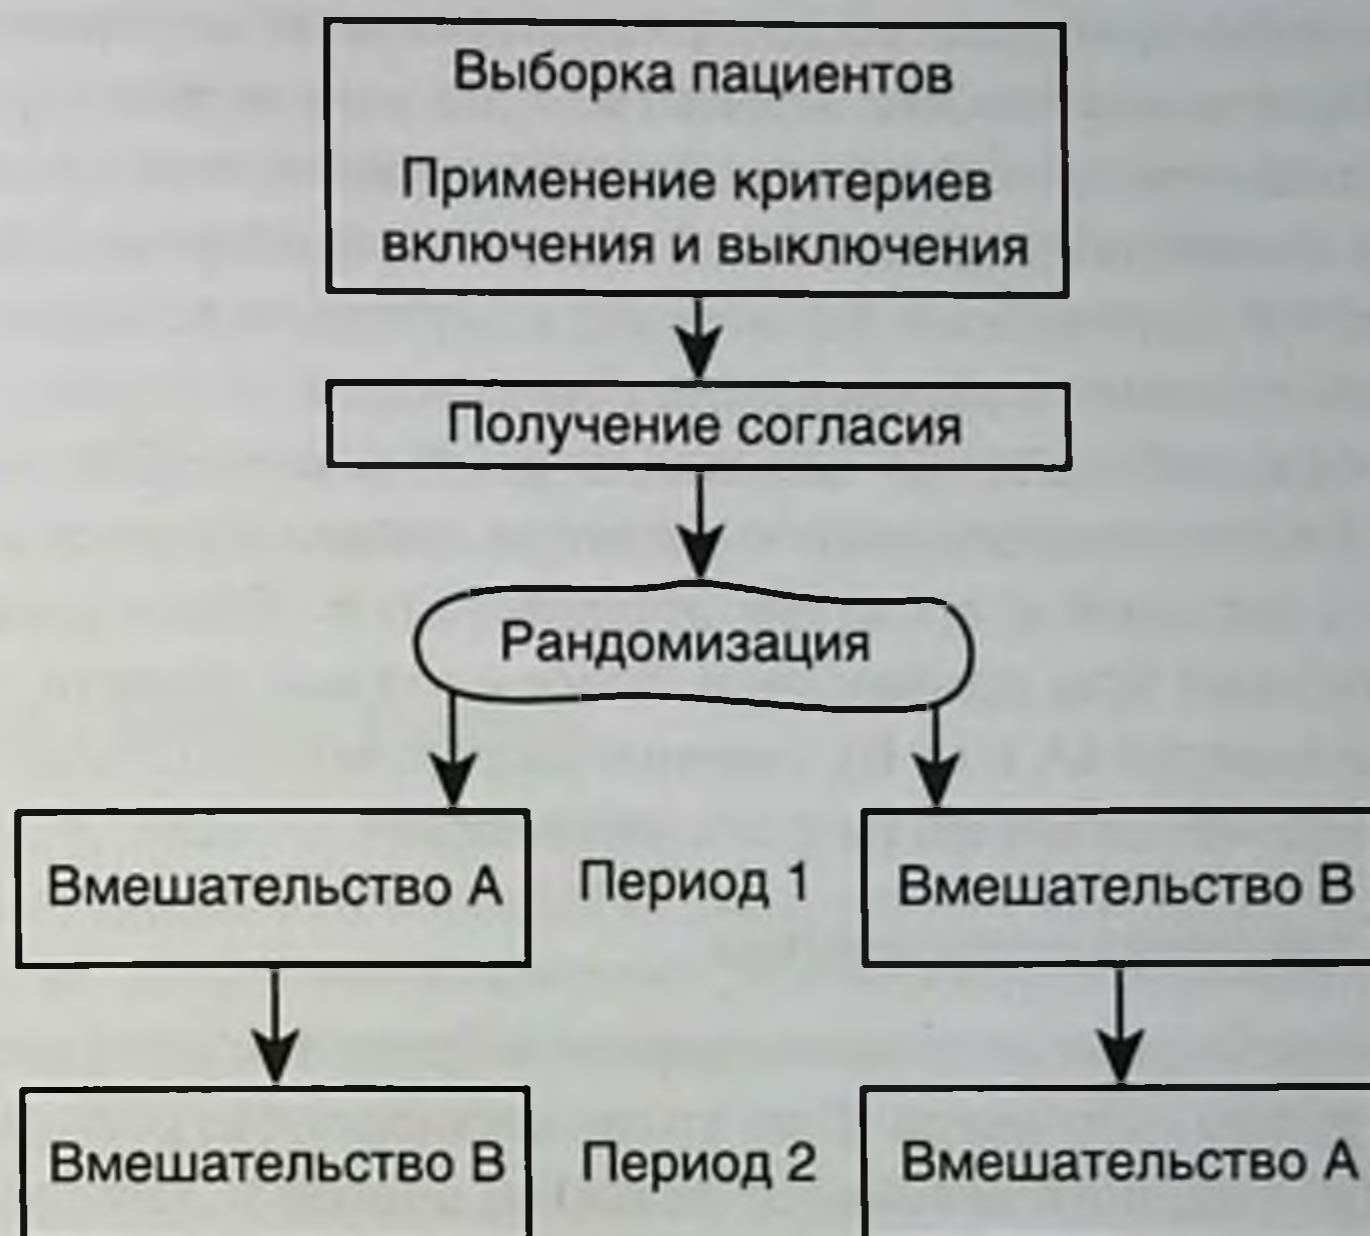 Выборка пациентов
Применение критериев
включения и выключения
Получение согласия
Рандомизация
Вмешательство А
Период 1
Вмешательство В
Вмешательство В
Период 2
Вмешательство А